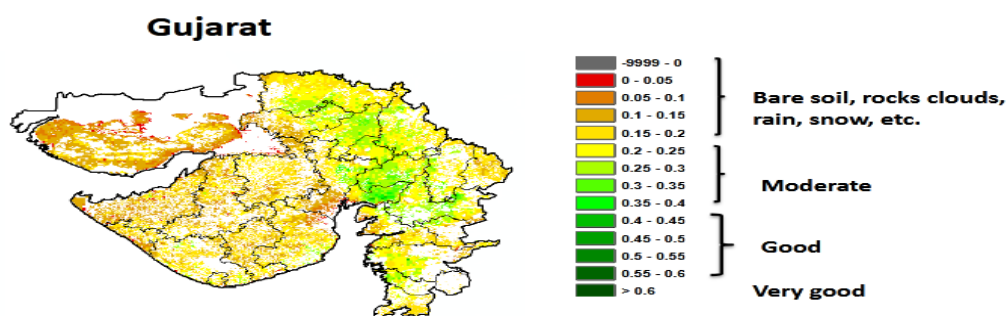 Gujarat
-9999 - 0
0 - 0.05
0.05 - 0.1
0.1 - 0.15
0.15 - 0.2
0.2 - 0.25
0.25 - 0.3
0.3 - 0.35
0.35 - 0.4
0.4 - 0.45
0.45 - 0.5
0.5 - 0.55
0.55 - 0.6
> 0.6
Bare soil, rocks clouds,
rain, snow, etc.
Moderate
Good
Very good